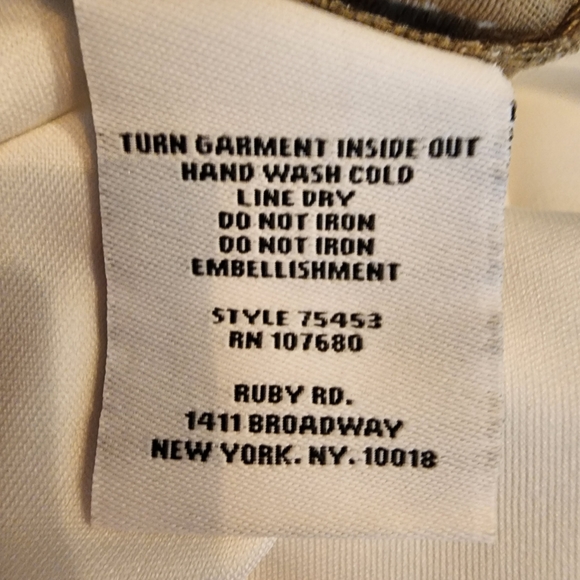 TURN GARMENT INSIDE OUT
HAND WASH COLD
LINE DRY
DO NOT IRON
DO NOT IRON
EMBELLISHMENT
STYLE 75453
RN 107680
RUBY RD.
1411 BROADWAY
NEW YORK. NY. 10018